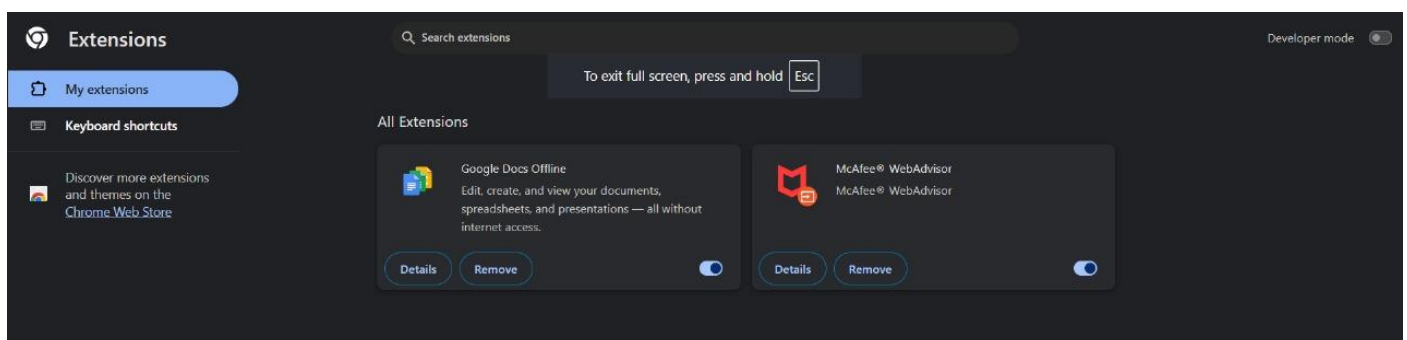 Extensions
Search extensions
Developer mode
To exit full screen, press and hold Esc
My extensions
Keyboard shortcuts
Discover more extensions
and themes on the
Chrome Web Store
All Extensions
Google Docs Offline
Edit, create, and view your documents,
spreadsheets, and presentations — all without
internet access.
Details Remove
McAfee® WebAdvisor
McAfee® WebAdvisor
Details Remove